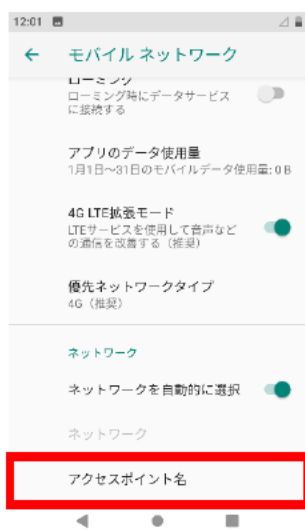 12:01
モバイル ネットワーク
ローミング
ローミング時にデータサービス
に接続する
アプリのデータ使用量
1月1日～31日のモバイルデータ使用量: 0 B
4G LTE拡張モード
LTEサービスを使用して音声など
の通信を改善する（推奨）
優先ネットワークタイプ
4G（推奨）
ネットワーク
ネットワークを自動的に選択
ネットワーク
アクセスポイント名